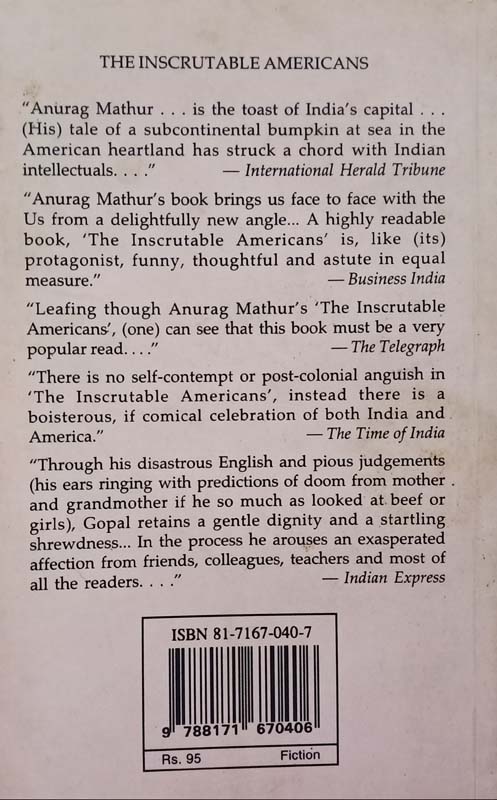 THE INSCRUTABLE AMERICANS
“Anurag Mathur . . . is the toast of India’s capital . . .
(His) tale of a subcontinental bumpkin at sea in the
American heartland has struck a chord with Indian
intellectuals. . . .” — International Herald Tribune
“Anurag Mathur’s book brings us face to face with the
Us from a delightfully new angle... A highly readable
book, ‘The Inscrutable Americans’ is, like (its)
protagonist, funny, thoughtful and astute in equal
measure.” — Business India
“Leafing though Anurag Mathur’s ‘The Inscrutable
Americans’, (one) can see that this book must be a very
popular read. . . .” — The Telegraph
“There is no self-contempt or post-colonial anguish in
‘The Inscrutable Americans’, instead there is a
boisterous, if comical celebration of both India and
America.” — The Time of India
“Through his disastrous English and pious judgements
(his ears ringing with predictions of doom from mother
and grandmother if he so much as looked at beef or
girls), Gopal retains a gentle dignity and a startling
shrewdness... In the process he arouses an exasperated
affection from friends, colleagues, teachers and most of
all the readers. . . .” — Indian Express
ISBN 81-7167-040-7
9 788171 670406
Rs. 95 Fiction